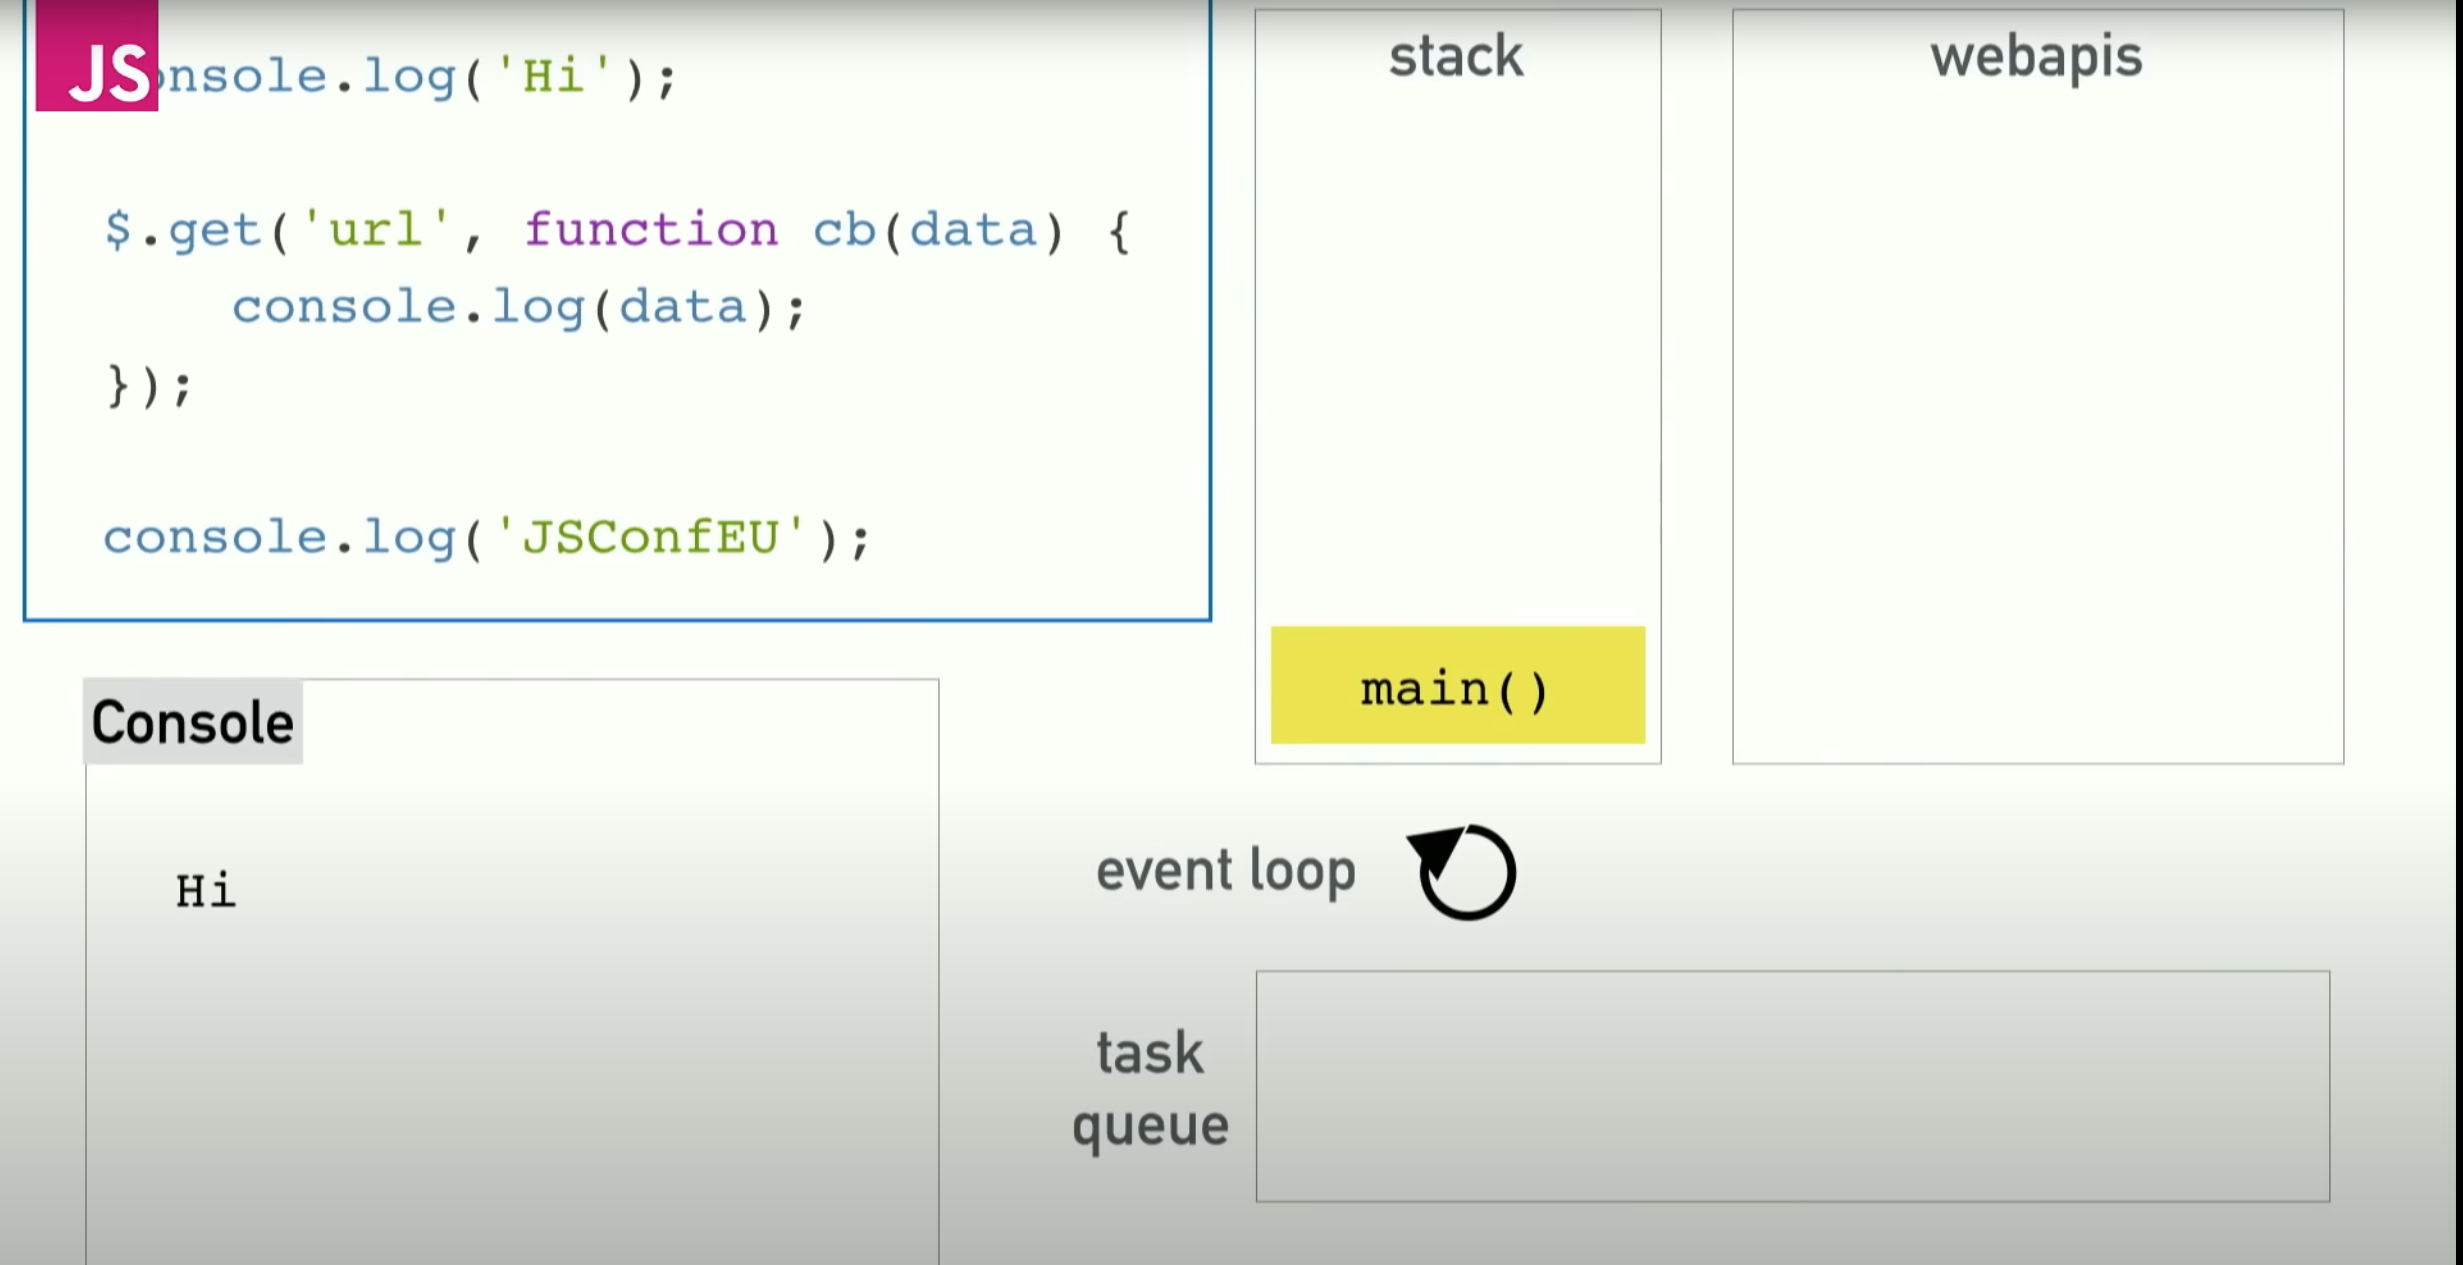 JS
onsole.log('Hi');
$.get('url', function cb(data) {
    console.log(data);
});
console.log('JSConfEU');
stack
main()
webapis
Console
Hi
event loop
task
queue